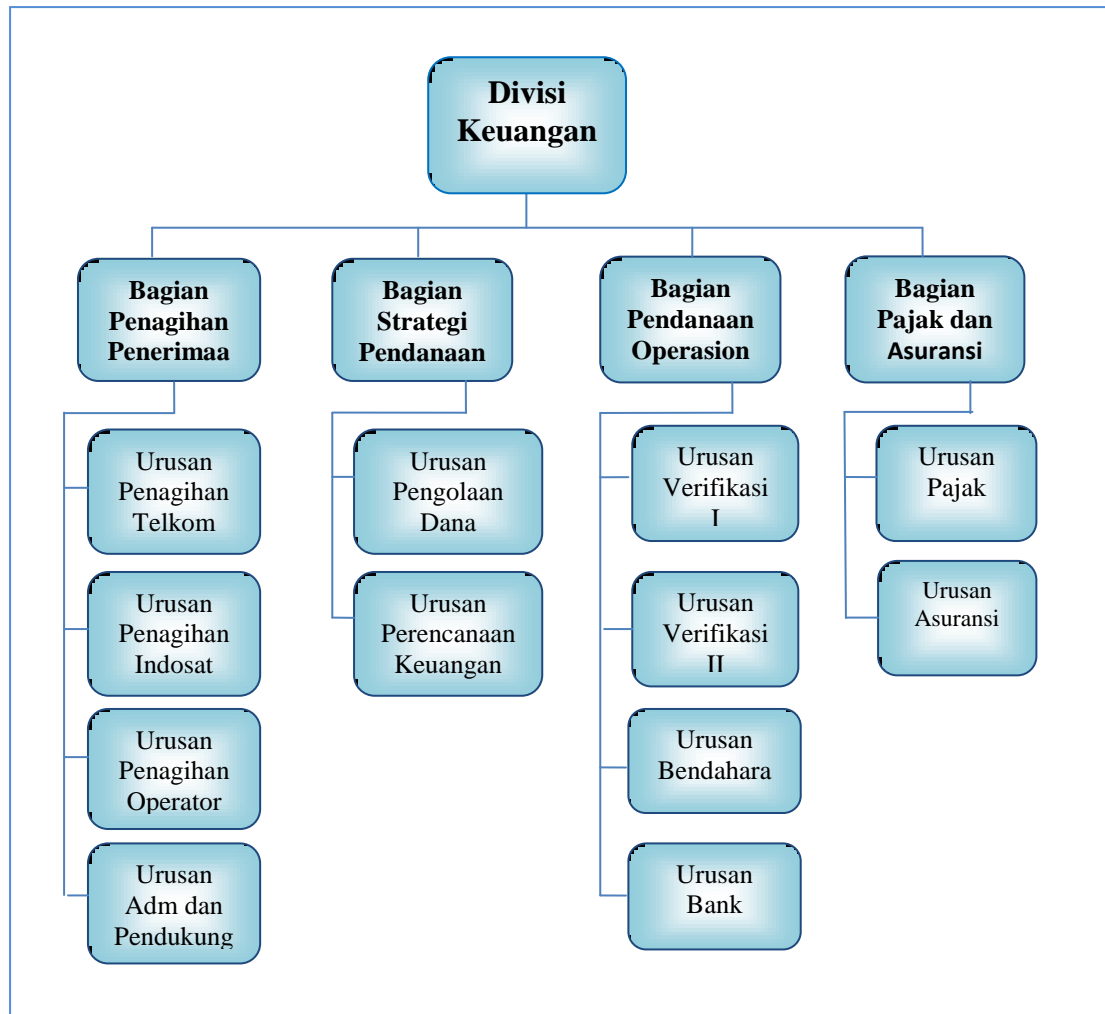 Divisi
Keuangan
Bagian
Penagihan
Penerimaa
Bagian
Strategi
Pendanaan
Bagian
Pendanaan
Operasion
Bagian
Pajak dan
Asuransi
Urusan
Penagihan
Telkom
Urusan
Penagihan
Indosat
Urusan
Penagihan
Operator
Urusan
Adm dan
Pendukung
Urusan
Pengolaan
Dana
Urusan
Perencanaan
Keuangan
Urusan
Verifikasi
I
Urusan
Verifikasi
II
Urusan
Bendahara
Urusan
Bank
Urusan
Pajak
Urusan
Asuransi